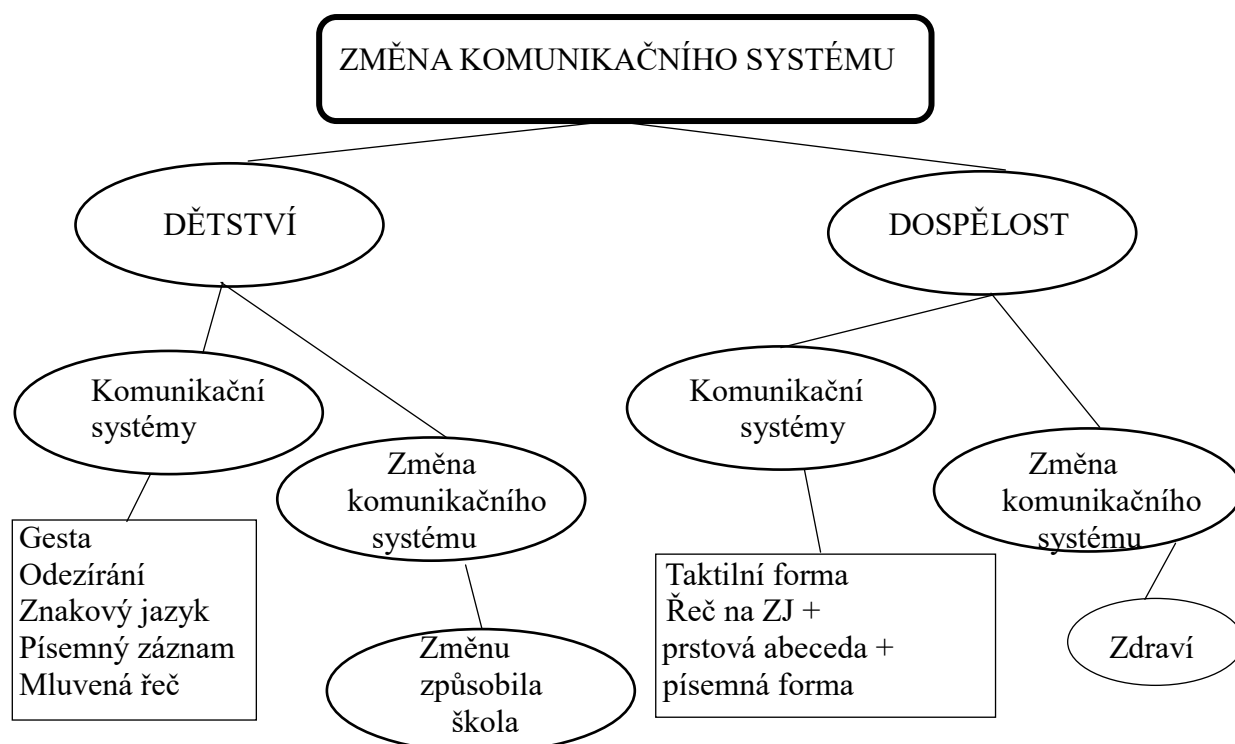 ZMĚNA KOMUNIKAČNÍHO SYSTÉMU
DĚTSTVÍ
DOSPĚLOST
Komunikační
systémy
Změna
komunikačního
systému
Komunikační
systémy
Změna
komunikačního
systému
Gesta
Odezírání
Znakový jazyk
Písemný záznam
Mluvená řeč
Změnu
způsobila
škola
Taktilní forma
Řeč na ZJ +
prstová abeceda +
písemná forma
Zdraví